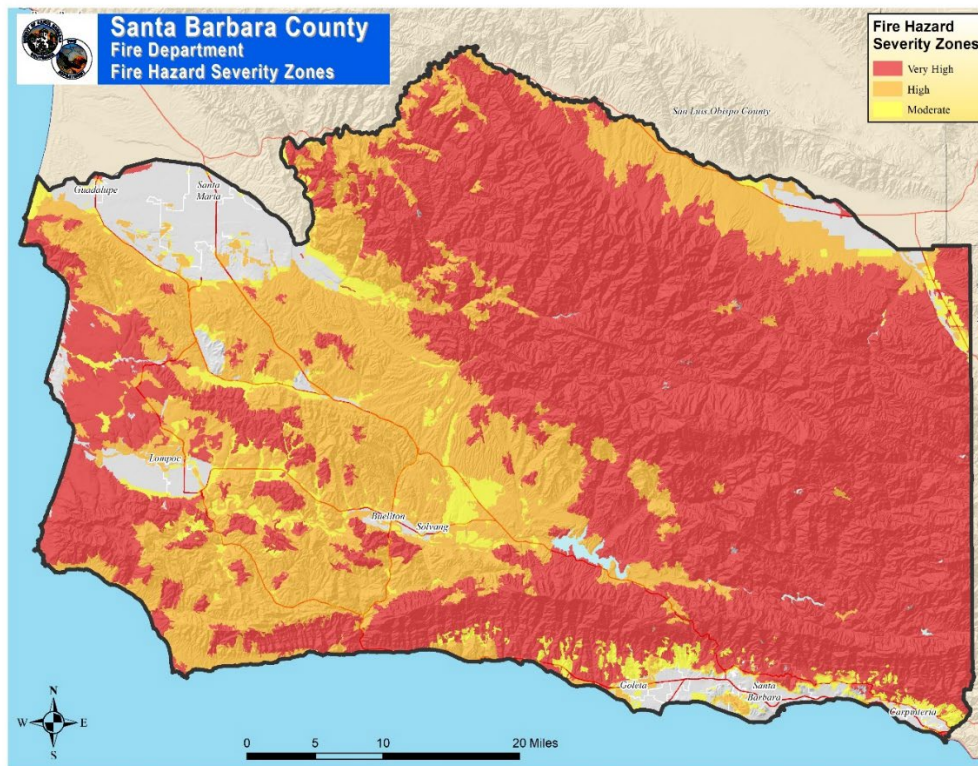 Santa Barbara County
Fire Department
Fire Hazard Severity Zones
Fire Hazard
Severity Zones
Very High
High
Moderate
San Luis Obispo County
Guadalupe
Santa
Maria
Lompoc
Buellton
Solvang
Goleta
Santa
Barbara
Carpinteria
N
W
E
S
0
5
10
20 Miles